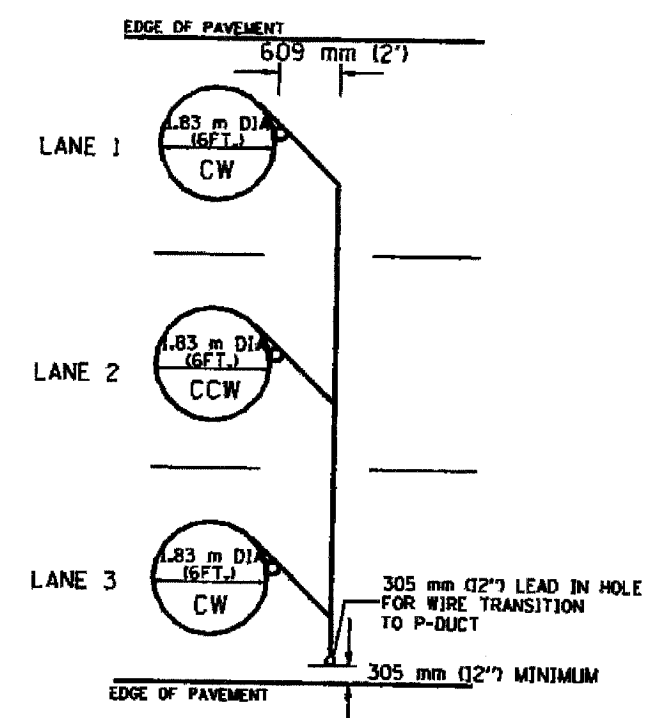 EDGE OF PAVEMENT
609 mm (2')
LANE 1
1.83 m DIA
(6FT.)
CW
LANE 2
1.83 m DIA
(6FT.)
CCW
LANE 3
1.83 m DIA
(6FT.)
CW
305 mm (12") LEAD IN HOLE
FOR WIRE TRANSITION
TO P-DUCT
305 mm (12") MINIMUM
EDGE OF PAVEMENT